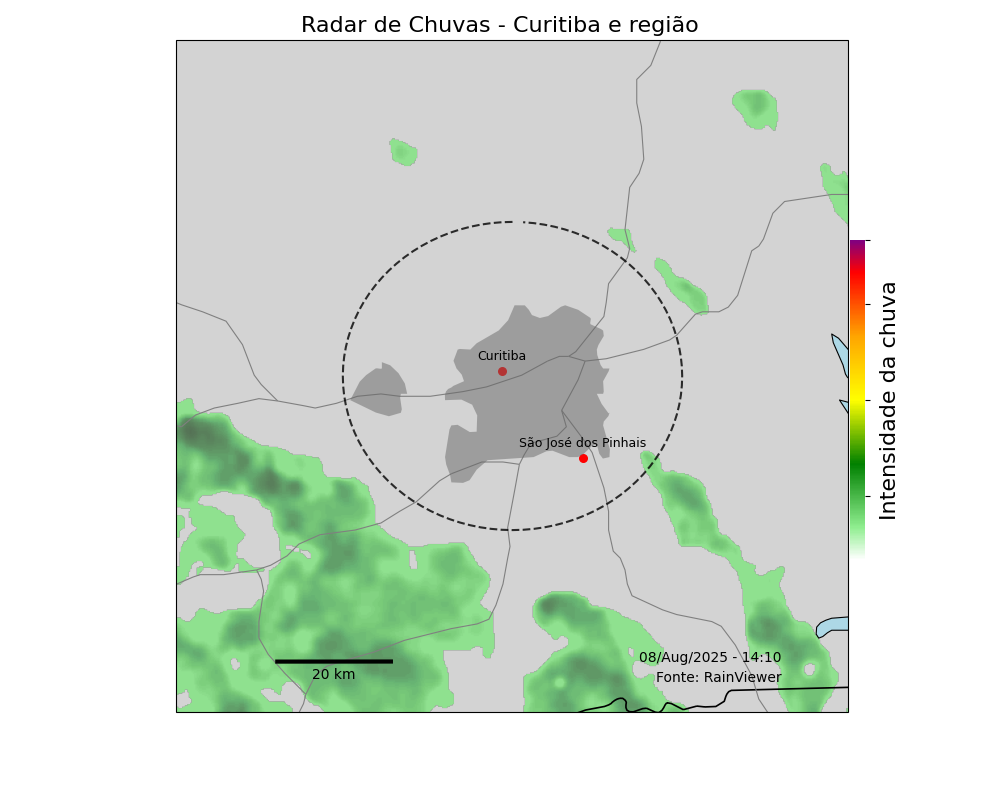 Radar de Chuvas - Curitiba e região
Curitiba
São José dos Pinhais
Intensidade da chuva
08/Aug/2025 - 14:10
Fonte: RainViewer
20 km